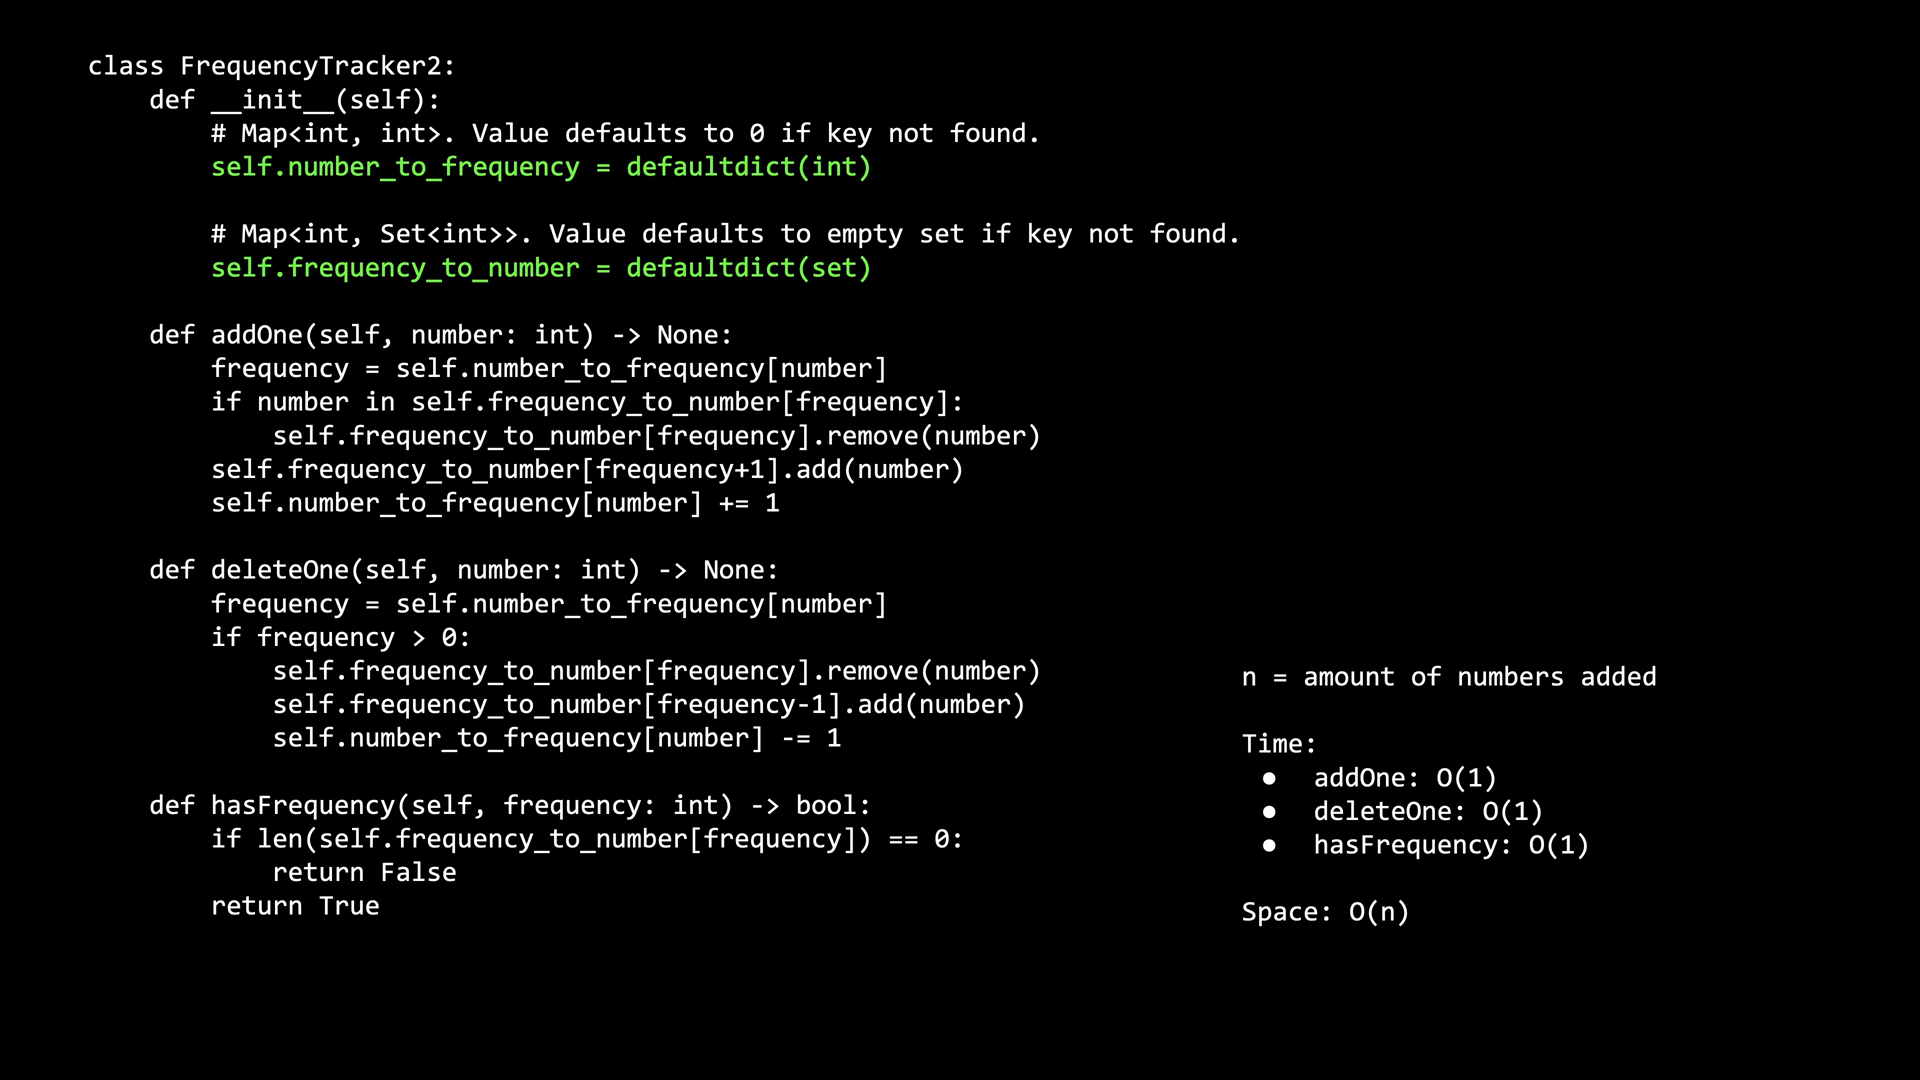 class FrequencyTracker2:
    def __init__(self):
        # Map<int, int>. Value defaults to 0 if key not found.
        self.number_to_frequency = defaultdict(int)

        # Map<int, Set<int>>. Value defaults to empty set if key not found.
        self.frequency_to_number = defaultdict(set)

    def addOne(self, number: int) -> None:
        frequency = self.number_to_frequency[number]
        if number in self.frequency_to_number[frequency]:
            self.frequency_to_number[frequency].remove(number)
        self.frequency_to_number[frequency+1].add(number)
        self.number_to_frequency[number] += 1

    def deleteOne(self, number: int) -> None:
        frequency = self.number_to_frequency[number]
        if frequency > 0:
            self.frequency_to_number[frequency].remove(number)
            self.frequency_to_number[frequency-1].add(number)
            self.number_to_frequency[number] -= 1

    def hasFrequency(self, frequency: int) -> bool:
        if len(self.frequency_to_number[frequency]) == 0:
            return False
        return True

n = amount of numbers added

Time:
● addOne: O(1)
● deleteOne: O(1)
● hasFrequency: O(1)

Space: O(n)